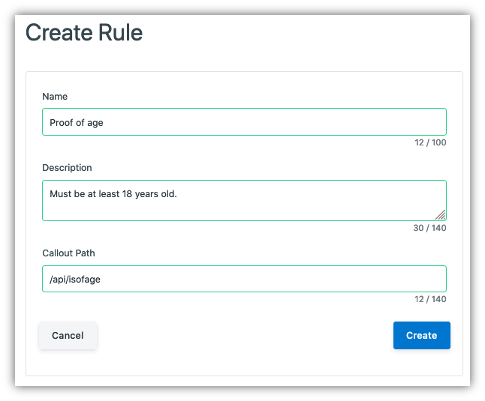 Create Rule
Name
Proof of age
12 / 100
Description
Must be at least 18 years old.
30 / 140
Callout Path
/api/isofage
12 / 140
Cancel Create